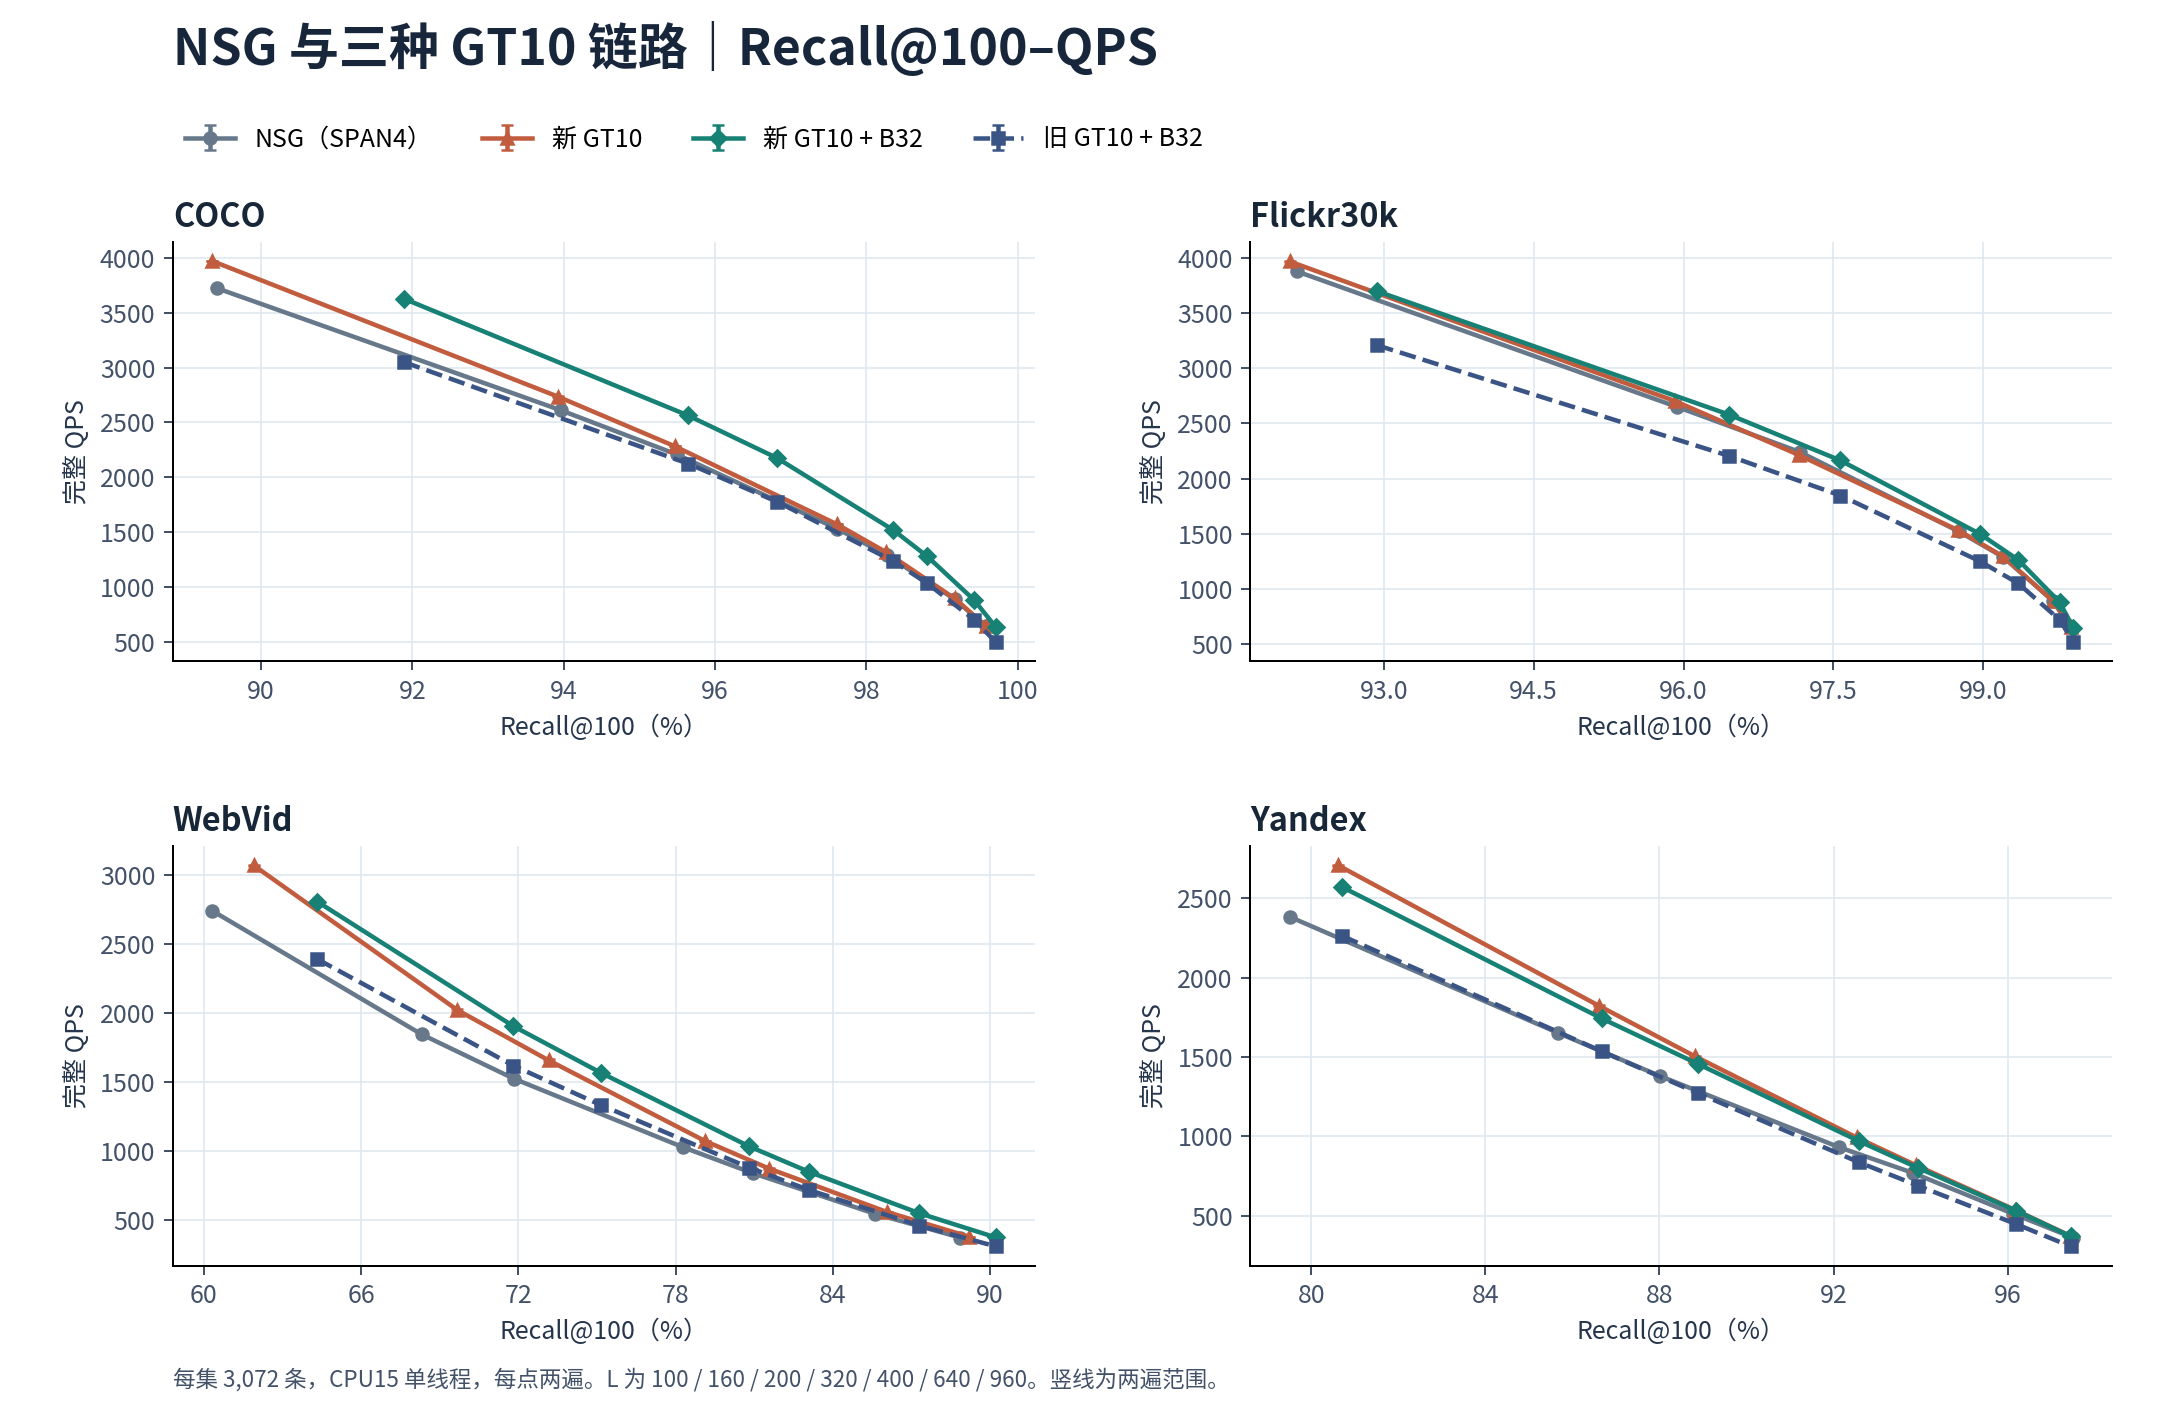 NSG 与三种 GT10 链路｜Recall@100–QPS
NSG（SPAN4） 新 GT10 新 GT10 + B32 旧 GT10 + B32
COCO
4000
3500
3000
2500
2000
1500
1000
500
完整 QPS
90 92 94 96 98 100
Recall@100（%）
Flickr30k
4000
3500
3000
2500
2000
1500
1000
500
完整 QPS
93.0 94.5 96.0 97.5 99.0
Recall@100（%）
WebVid
3000
2500
2000
1500
1000
500
完整 QPS
60 66 72 78 84 90
Recall@100（%）
Yandex
2500
2000
1500
1000
500
完整 QPS
80 84 88 92 96
Recall@100（%）
每集 3,072 条，CPU15 单线程，每点两遍。L 为 100 / 160 / 200 / 320 / 400 / 640 / 960。竖线为两遍范围。